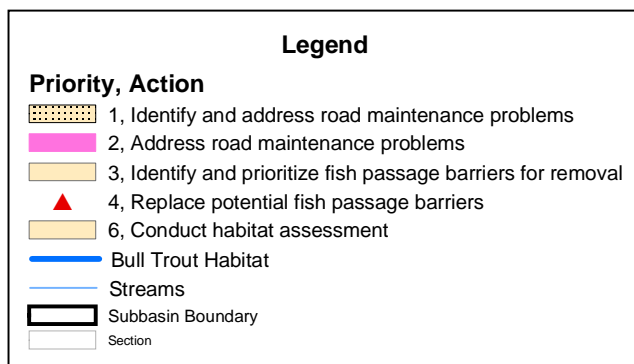 Legend
Priority, Action
1, Identify and address road maintenance problems
2, Address road maintenance problems
3, Identify and prioritize fish passage barriers for removal
4, Replace potential fish passage barriers
6, Conduct habitat assessment
Bull Trout Habitat
Streams
Subbasin Boundary
Section